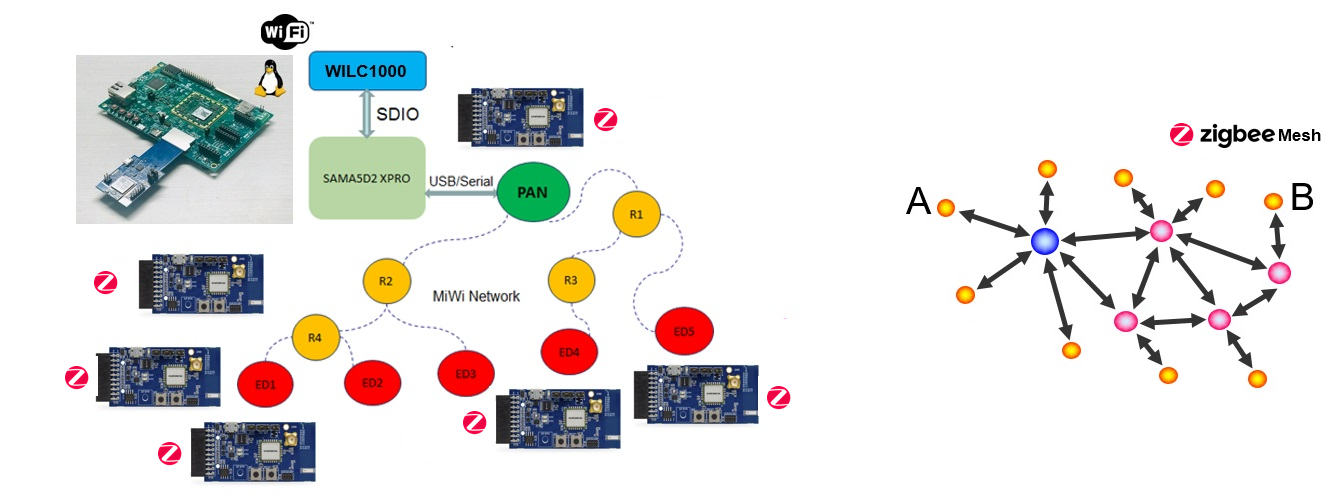 Wi Fi
WILC1000
SDIO
SAMA5D2 XPRO
USB/Serial
PAN
R1
R2
R3
MiWi Network
R4
ED1
ED2
ED3
ED4
ED5
zigbee Mesh
A
B